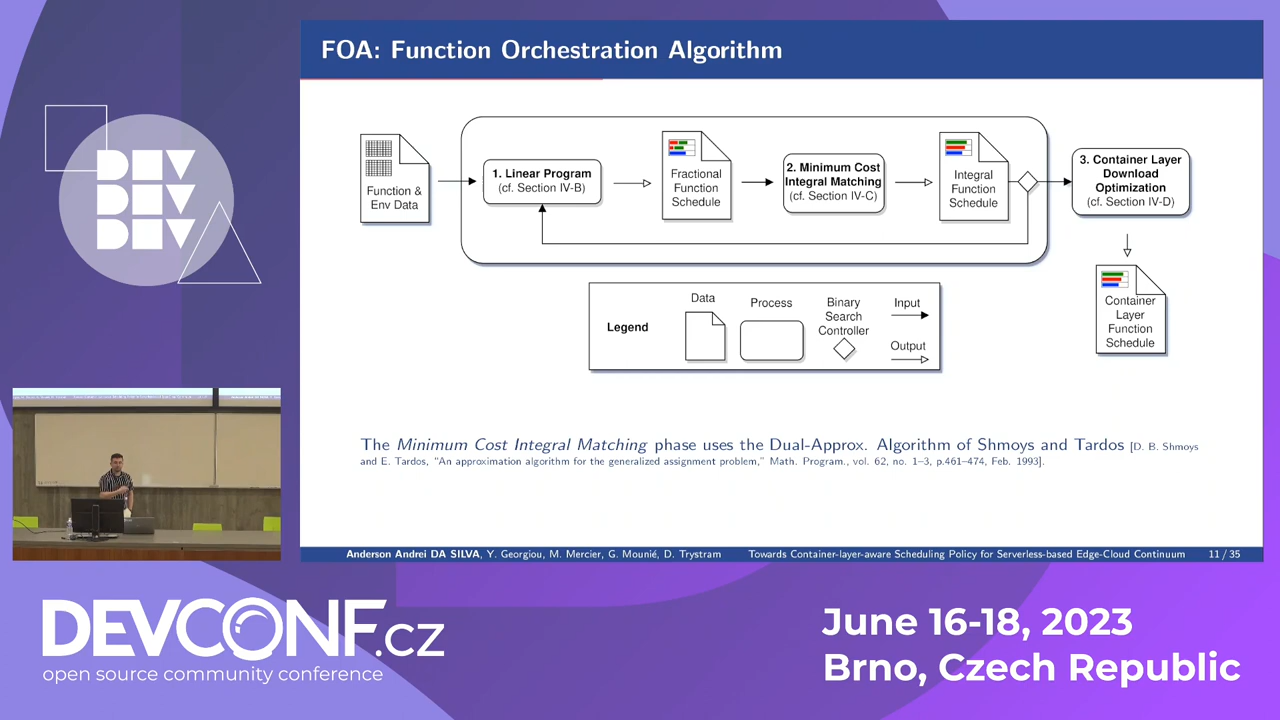 FOA: Function Orchestration Algorithm
DEV
DEV
DEV
Function &
Env Data
1. Linear Program
(cf. Section IV-B)
Fractional
Function
Schedule
2. Minimum Cost
Integral Matching
(cf. Section IV-C)
Integral
Function
Schedule
3. Container Layer
Download
Optimization
(cf. Section IV-D)
Container
Layer
Function
Schedule
Legend
Data
Process
Binary
Search
Controller
Input
Output
The Minimum Cost Integral Matching phase uses the Dual-Approx. Algorithm of Shmoys and Tardos [D. B. Shmoys
and E. Tardos, "An approximation algorithm for the generalized assignment problem," Math. Program., vol. 62, no. 1–3, p.461–474, Feb. 1993].
Anderson Andrei DA SILVA, Y. Georgiou, M. Mercier, G. Mounié, D. Trystram Towards Container-layer-aware Scheduling Policy for Serverless-based Edge-Cloud Continuum 11 / 35
DEVCONF.cz
open source community conference
June 16-18, 2023
Brno, Czech Republic